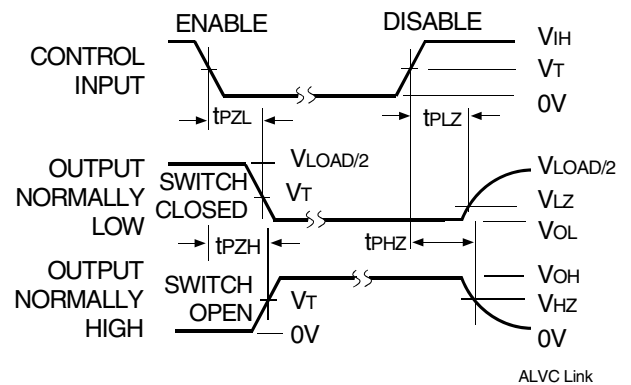 ENABLE
DISABLE
CONTROL
INPUT
VIH
VT
0V
tPZL
tPLZ
OUTPUT
NORMALLY
LOW
SWITCH
CLOSED
VLOAD/2
VT
VLOAD/2
VLZ
VOL
tPZH
tPHZ
OUTPUT
NORMALLY
HIGH
SWITCH
OPEN
VT
0V
VOH
VHZ
0V
ALVC Link